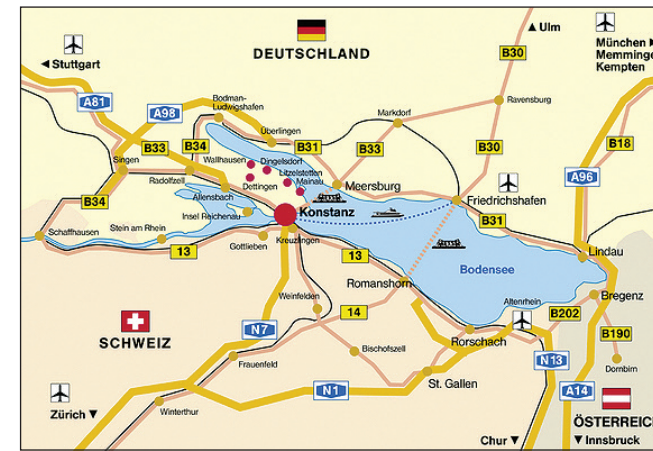 DEUTSCHLAND
▲ Ulm
München ▶
Memminge
Kempten
◀ Stuttgart
B30
A81
A98
Bodman-
Ludwigshafen
Markdorf
Ravensburg
Überlingen
B33
B34
B31
B33
B30
B18
Singen
Wallhausen
Dingelsdorf
Litzelstetten
Mainau
Radolfzell
Dettingen
Meersburg
A96
Allensbach
Friedrichshafen
B34
Insel Reichenau
Konstanz
B31
Schaffhausen
Stein am Rhein
Gottlieben
Kreuzlingen
13
13
Lindau
Bodensee
Romanshorn
Weinfelden
Altenrhein
Bregenz
14
B202
N7
SCHWEIZ
Rorschach
B190
Bischofszell
Frauenfeld
N13
Dornbirn
St. Gallen
N1
A14
Zürich ▼
Winterthur
ÖSTERREIC
Chur ▼
▼ Innsbruck